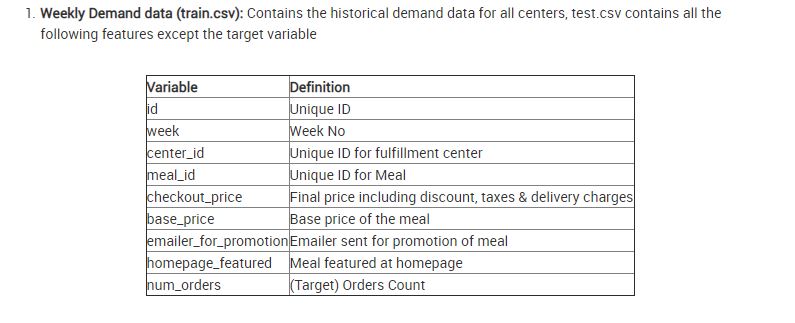 1. Weekly Demand data (train.csv): Contains the historical demand data for all centers, test.csv contains all the
following features except the target variable
Variable Definition
id Unique ID
week Week No
center_id Unique ID for fulfillment center
meal_id Unique ID for Meal
checkout_price Final price including discount, taxes & delivery charges
base_price Base price of the meal
emailer_for_promotion Emailer sent for promotion of meal
homepage_featured Meal featured at homepage
num_orders (Target) Orders Count